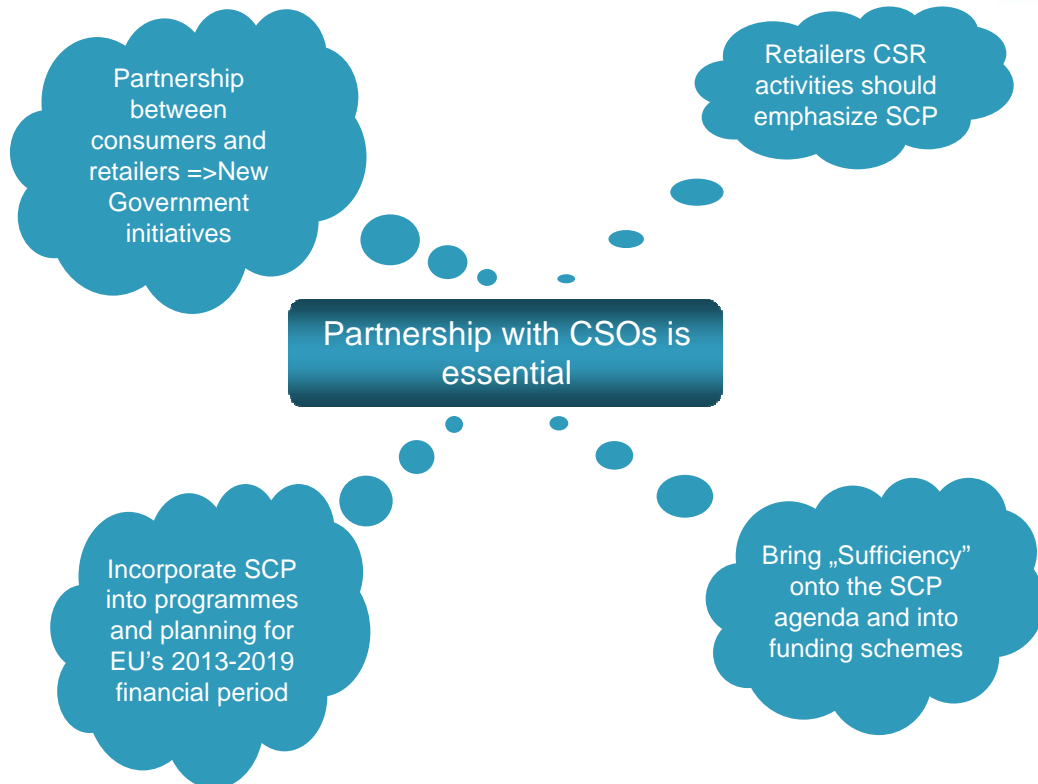 Partnership
between
consumers and
retailers =>New
Government
initiatives
Retailers CSR
activities should
emphasize SCP
Partnership with CSOs is
essential
Incorporate SCP
into programmes
and planning for
EU's 2013-2019
financial period
Bring „Sufficiency”
onto the SCP
agenda and into
funding schemes